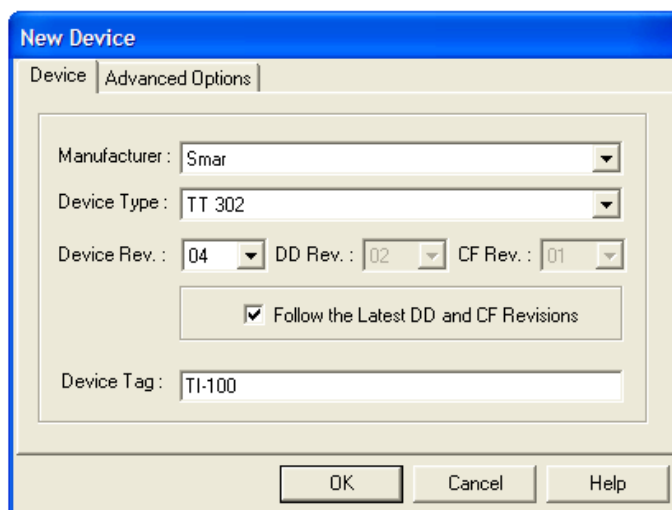 New Device
Device Advanced Options
Manufacturer : Smar
Device Type : TT 302
Device Rev. : 04 DD Rev. : 02 CF Rev. : 01
Follow the Latest DD and CF Revisions
Device Tag : TI-100
OK Cancel Help